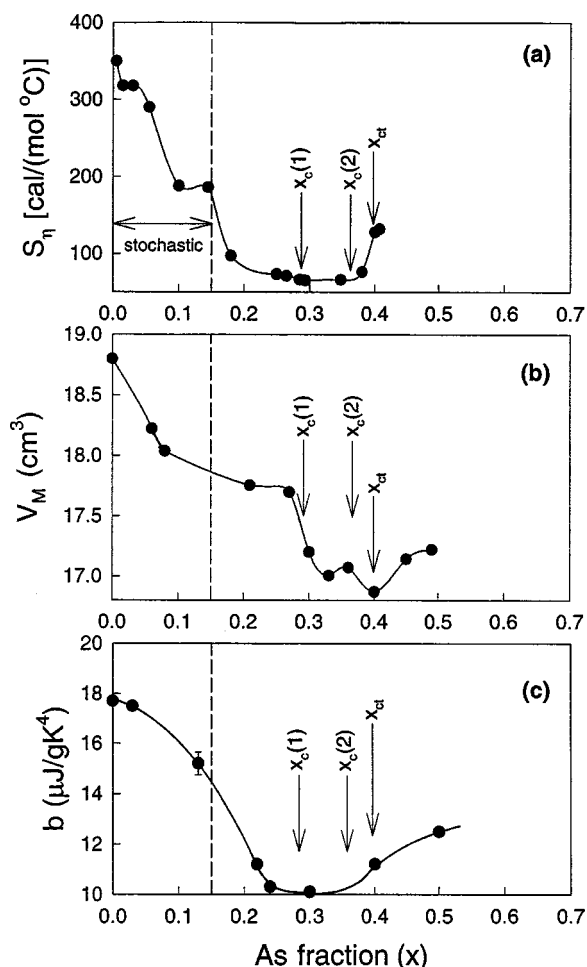 400
(a)
300
200
100
S_η [cal/(mol °C)]
x_c(1)
x_c(2)
x_ct
stochastic
0.0 0.1 0.2 0.3 0.4 0.5 0.6 0.7
19.0
(b)
18.5
18.0
17.5
17.0
V_M (cm³)
x_c(1)
x_c(2)
x_ct
0.0 0.1 0.2 0.3 0.4 0.5 0.6 0.7
20
(c)
18
16
14
12
10
b (μJ/gK⁴)
x_c(1)
x_c(2)
x_ct
0.0 0.1 0.2 0.3 0.4 0.5 0.6 0.7
As fraction (x)